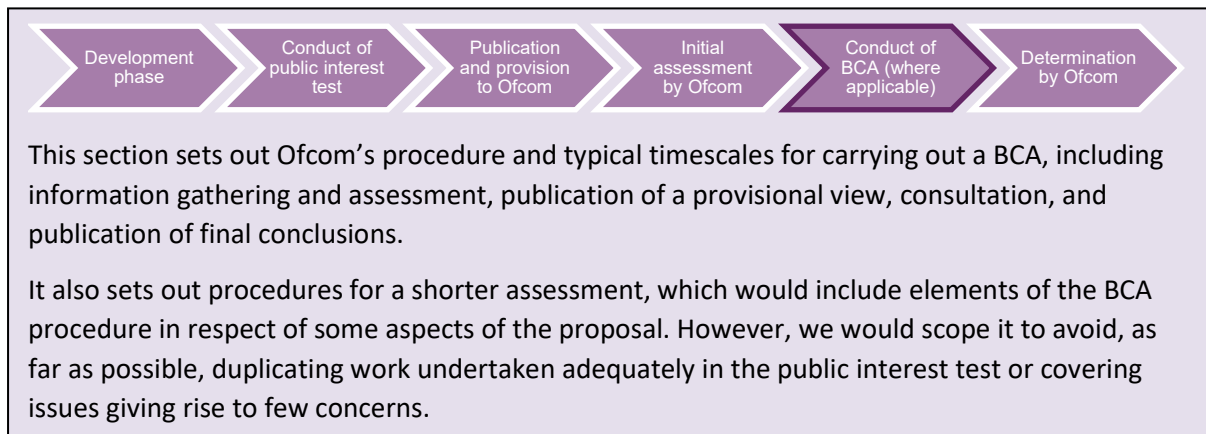 Development
phase
Conduct of
public interest
test
Publication
and provision
to Ofcom
Initial
assessment
by Ofcom
Conduct of
BCA (where
applicable)
Determination
by Ofcom
This section sets out Ofcom’s procedure and typical timescales for carrying out a BCA, including
information gathering and assessment, publication of a provisional view, consultation, and
publication of final conclusions.
It also sets out procedures for a shorter assessment, which would include elements of the BCA
procedure in respect of some aspects of the proposal. However, we would scope it to avoid, as
far as possible, duplicating work undertaken adequately in the public interest test or covering
issues giving rise to few concerns.